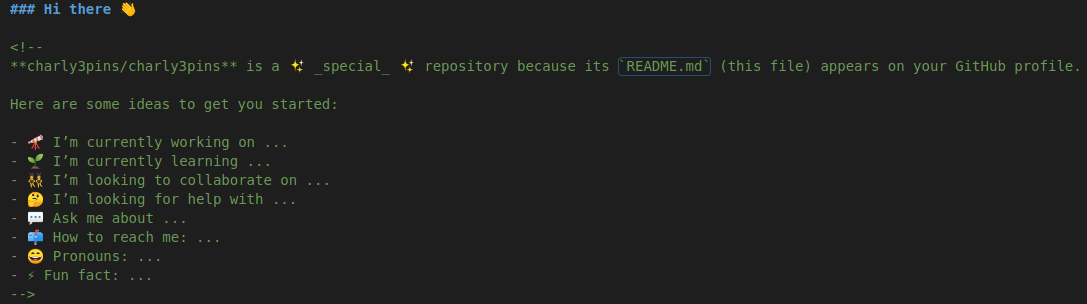 ### Hi there 👋
<!--
**charly3pins/charly3pins** is a ✨ _special_ ✨ repository because its `README.md` (this file) appears on your GitHub profile.
Here are some ideas to get you started:
- 🔭 I’m currently working on ...
- 🌱 I’m currently learning ...
- 👯 I’m looking to collaborate on ...
- 🤔 I’m looking for help with ...
- 💬 Ask me about ...
- 📫 How to reach me: ...
- 😄 Pronouns: ...
- ⚡ Fun fact: ...
-->